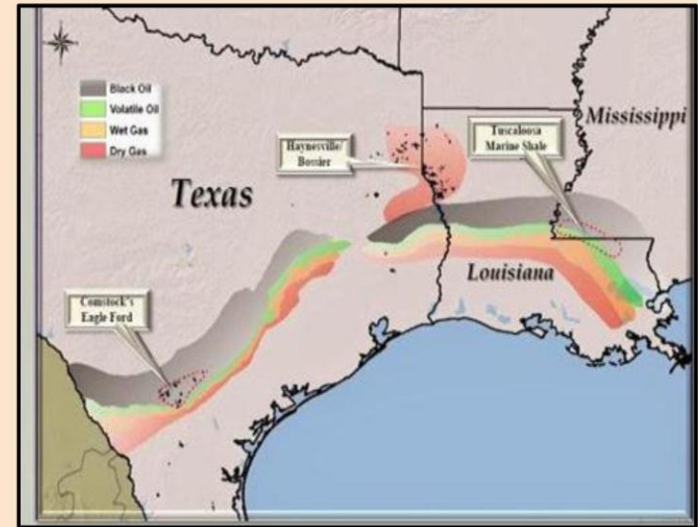 Black Oil
Volatile Oil
Wet Gas
Dry Gas
Mississippi
Tuscaloosa
Marine Shale
Haynesville/
Bossier
Texas
Louisiana
Comstock's
Eagle Ford